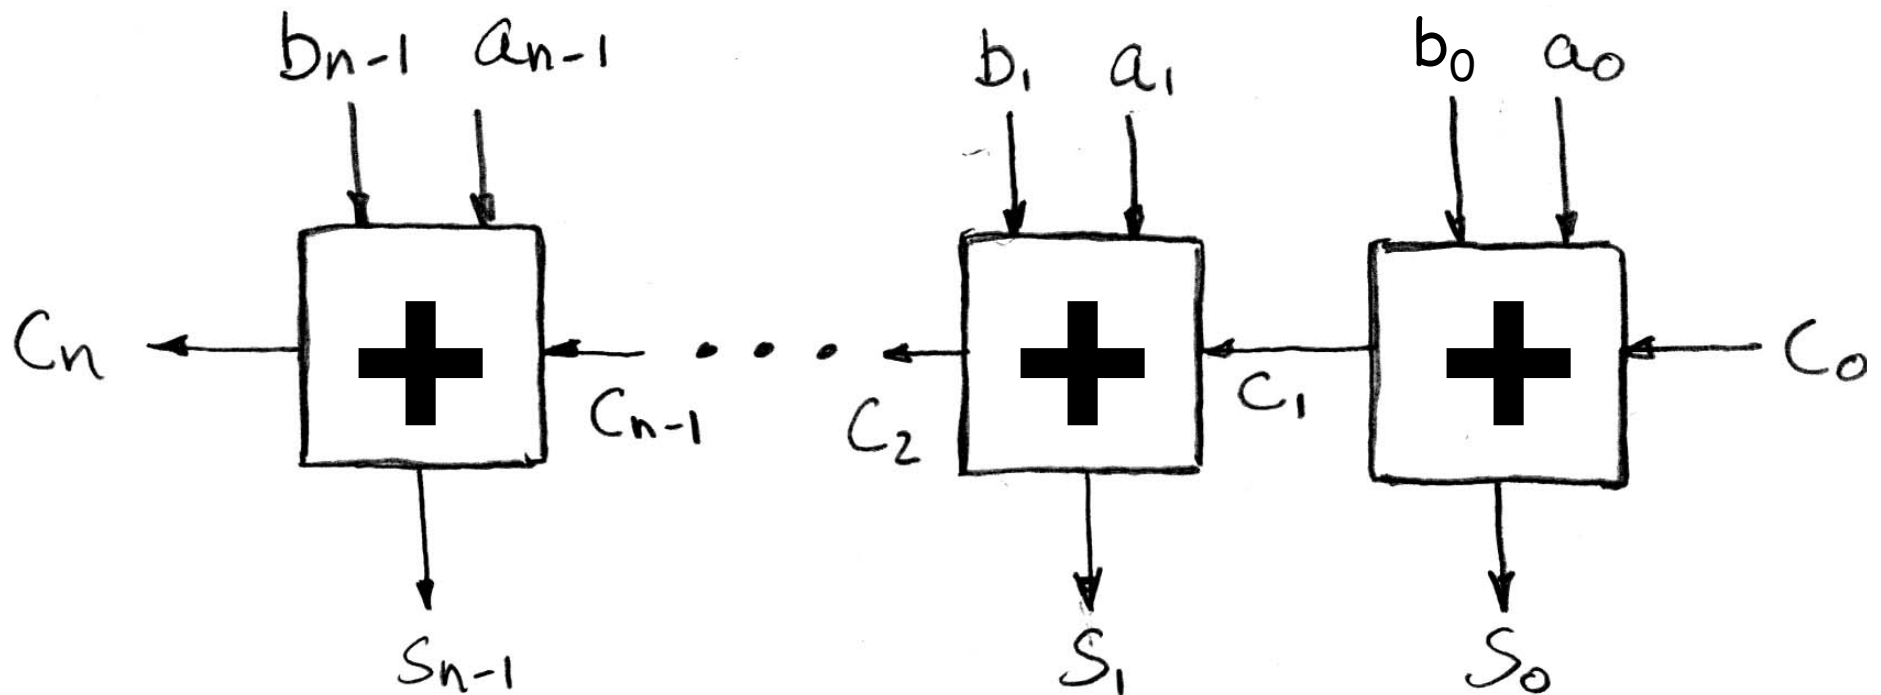 bn-1 an-1 b1 a1 b0 a0
+ + +
Cn Cn-1 C2 C1 C0
Sn-1 S1 S0